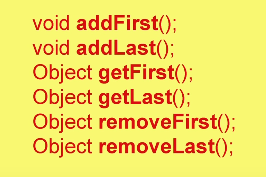 void addFirst();
void addLast();
Object getFirst();
Object getLast();
Object removeFirst();
Object removeLast();